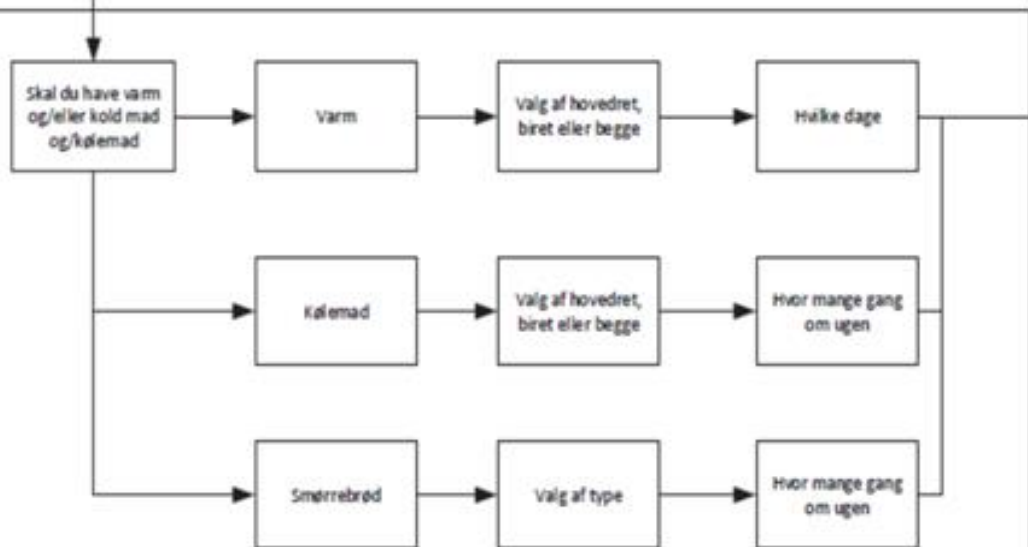 Skal du have varm
og/eller kold mad
og/kølemad
Varm
Valg af hovedret,
biret eller begge
Hvilke dage
Kølemad
Valg af hovedret,
biret eller begge
Hvor mange gang
om ugen
Smørrebrød
Valg af type
Hvor mange gang
om ugen